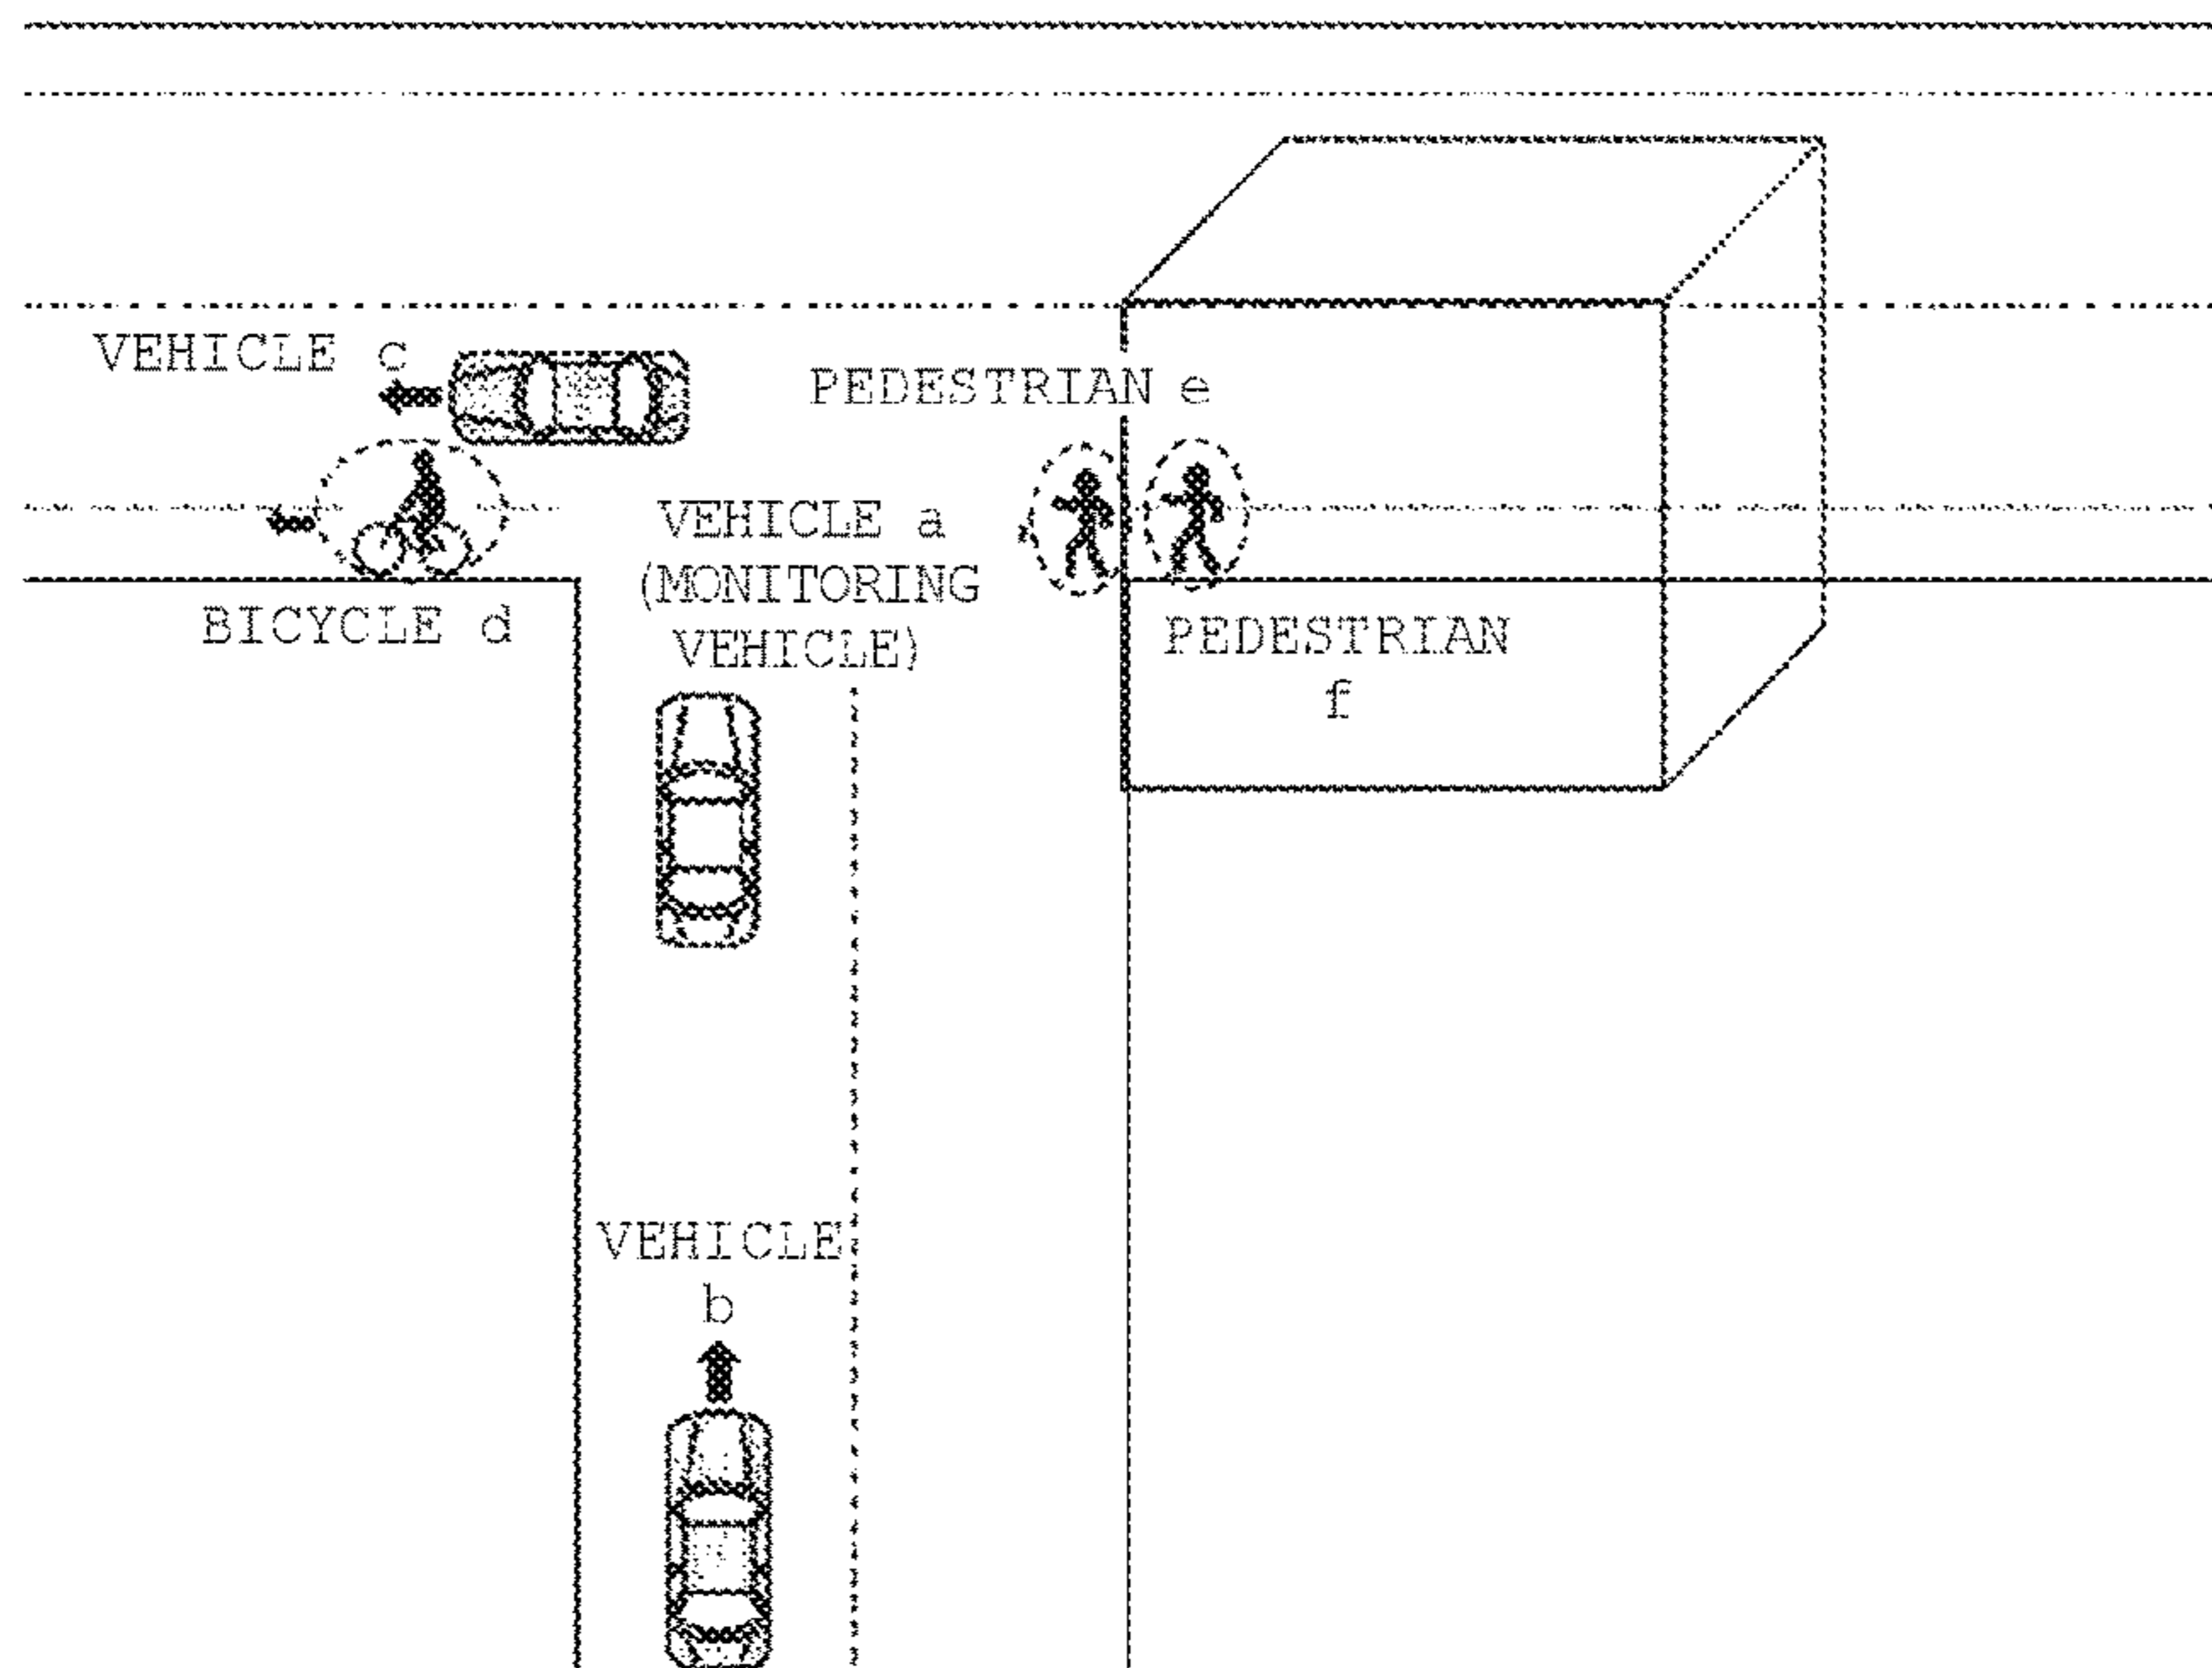 VEHICLE c
PEDESTRIAN e
VEHICLE a
(MONITORING
VEHICLE)
BICYCLE d
PEDESTRIAN
f
VEHICLE
b